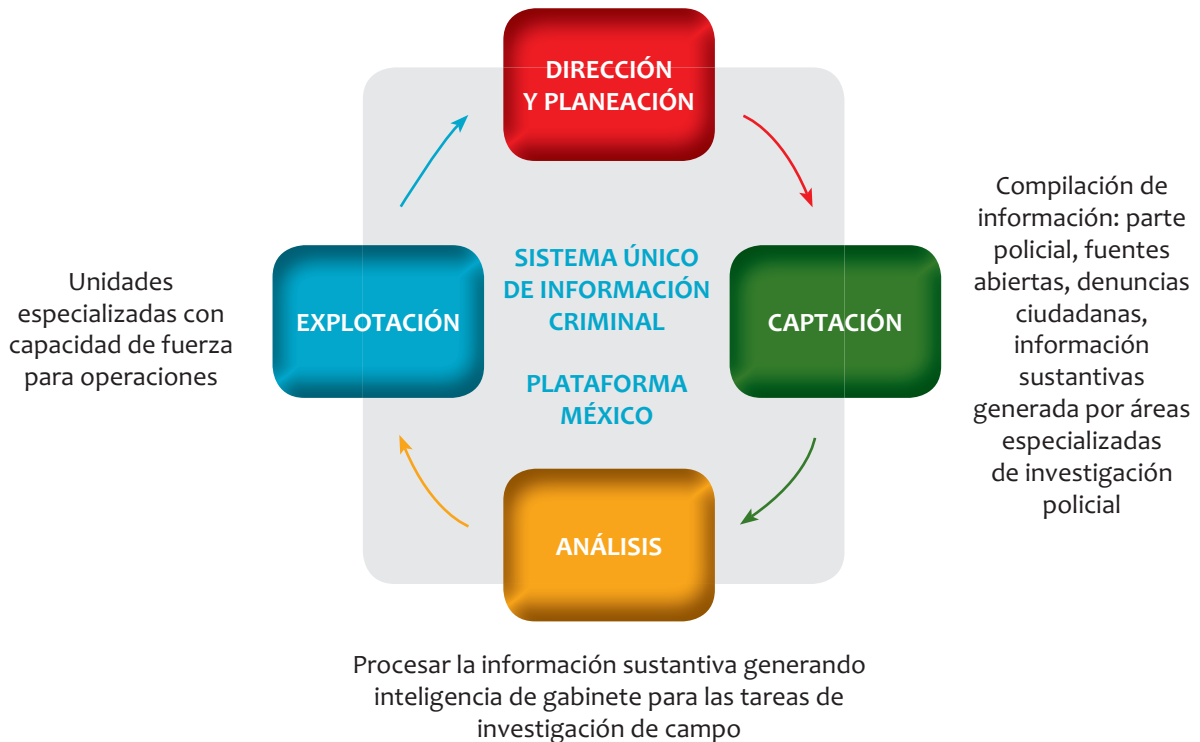 DIRECCIÓN
Y PLANEACIÓN
Compilación de
información: parte
policial, fuentes
abiertas, denuncias
ciudadanas,
información
sustantivas
generada por áreas
especializadas
de investigación
policial
CAPTACIÓN
SISTEMA ÚNICO
DE INFORMACIÓN
CRIMINAL
PLATAFORMA
MÉXICO
EXPLOTACIÓN
Unidades
especializadas con
capacidad de fuerza
para operaciones
ANÁLISIS
Procesar la información sustantiva generando
inteligencia de gabinete para las tareas de
investigación de campo